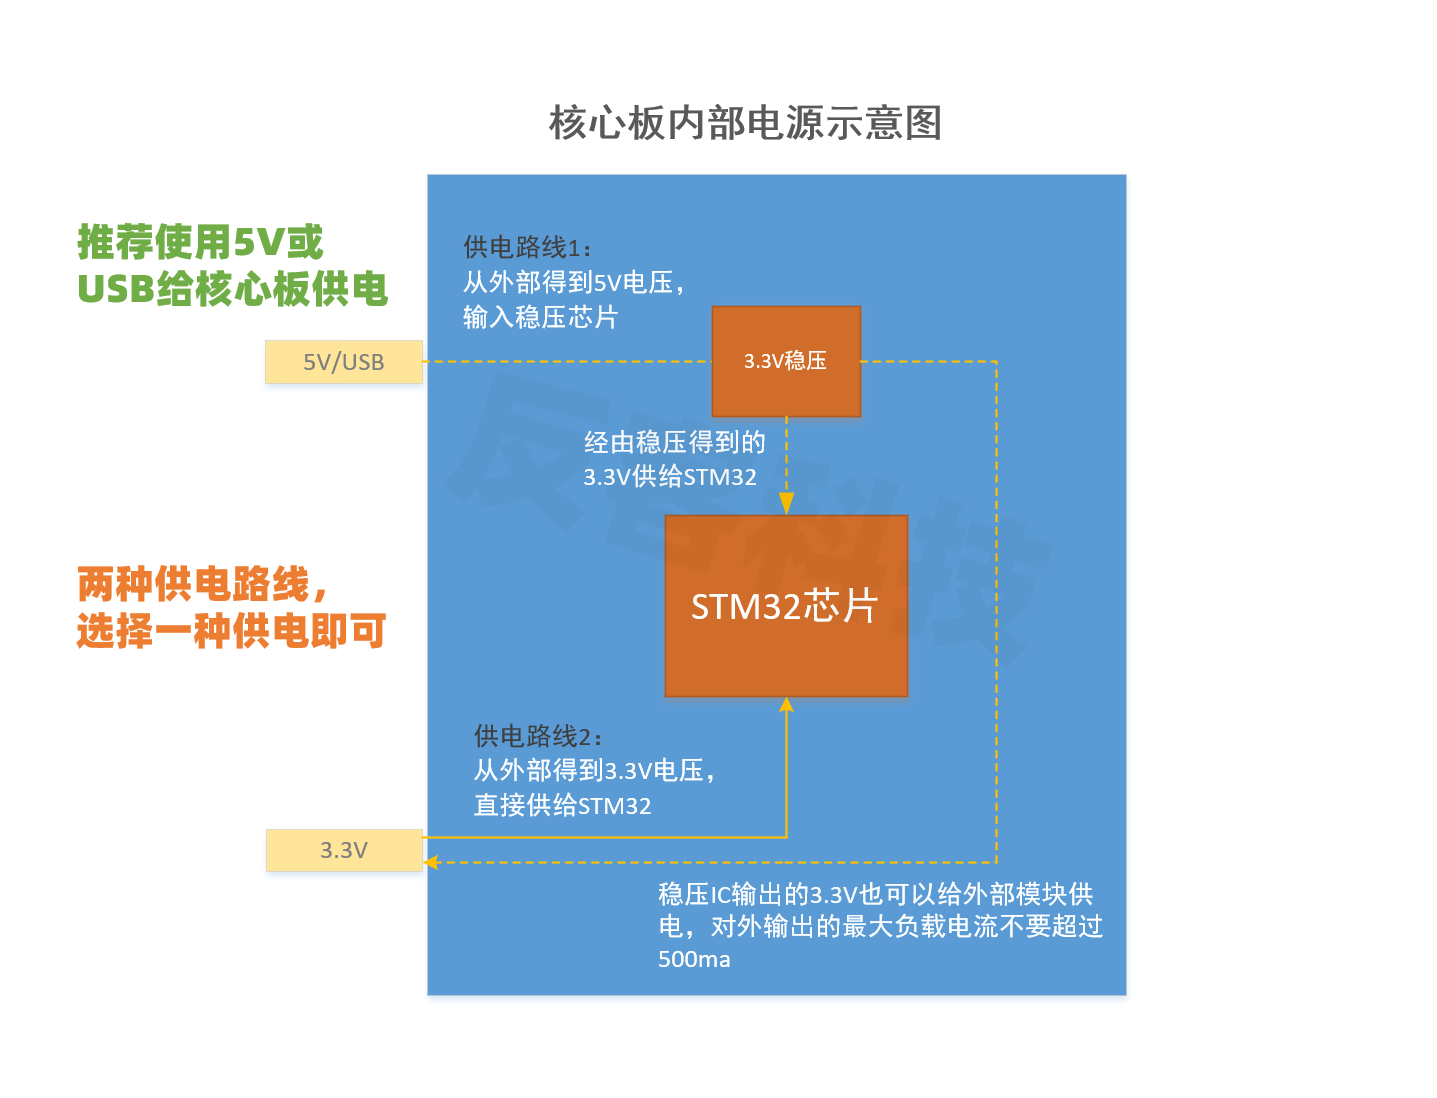 核心板内部电源示意图
推荐使用5V或
USB给核心板供电
供电路线1：
从外部得到5V电压，
输入稳压芯片
5V/USB
3.3V稳压
经由稳压得到的
3.3V供给STM32
反客科技
STM32芯片
两种供电路线，
选择一种供电即可
供电路线2：
从外部得到3.3V电压，
直接供给STM32
3.3V
稳压IC输出的3.3V也可以给外部模块供
电，对外输出的最大负载电流不要超过
500ma